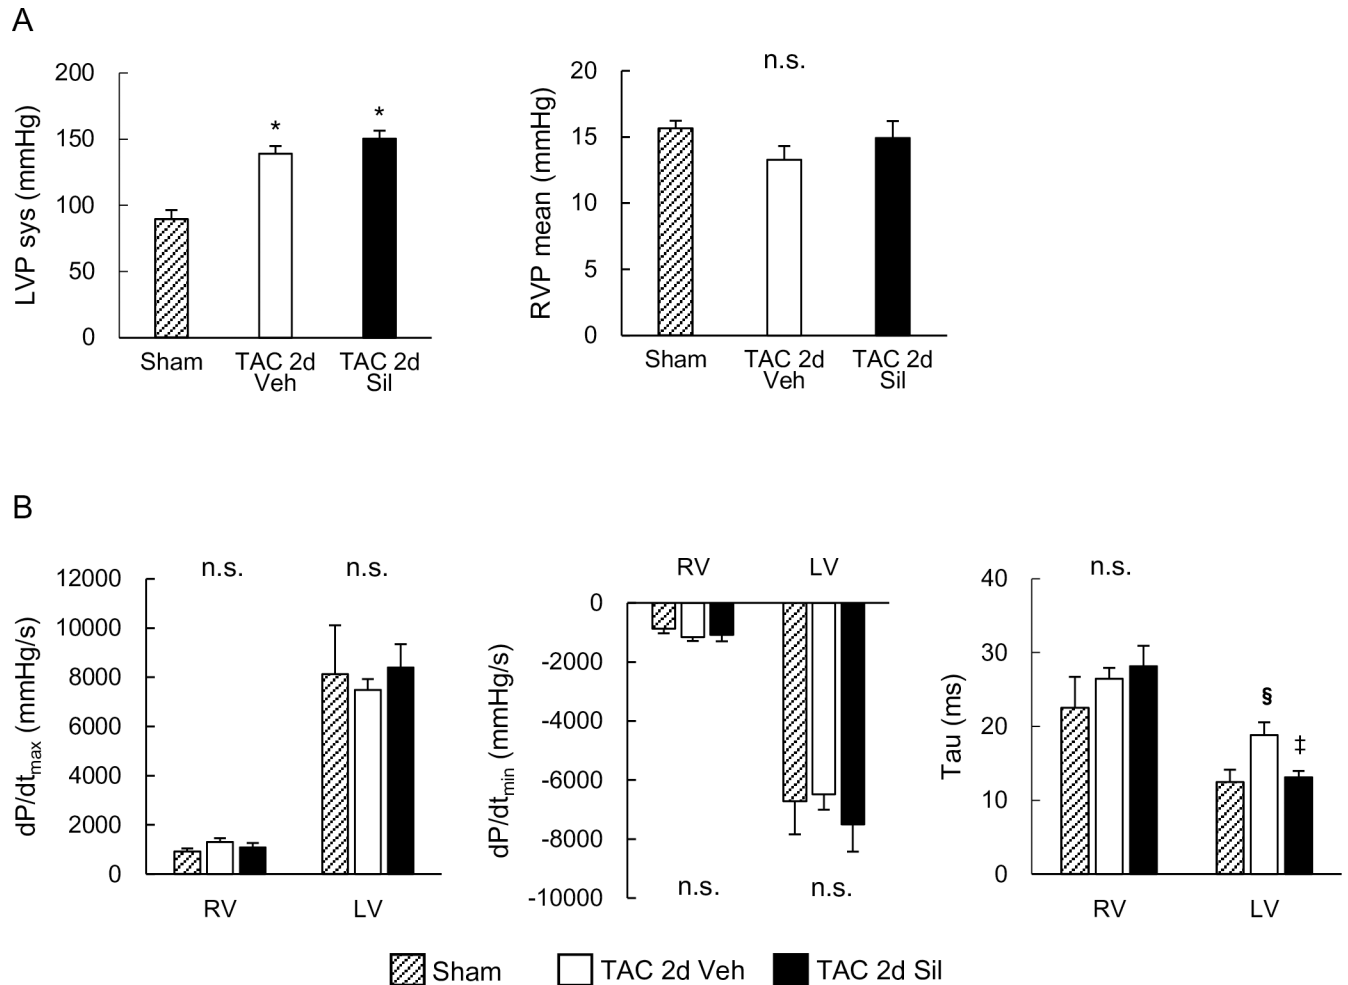 A
LVP sys (mmHg)
200
150
100
50
0
*
*
Sham
TAC 2d
Veh
TAC 2d
Sil
RVP mean (mmHg)
n.s.
20
15
10
5
0
Sham
TAC 2d
Veh
TAC 2d
Sil
B
dP/dtmax (mmHg/s)
n.s.
n.s.
12000
10000
8000
6000
4000
2000
0
RV
LV
dP/dtmin (mmHg/s)
RV
LV
0
-2000
-4000
-6000
-8000
-10000
n.s.
n.s.
Tau (ms)
n.s.
40
30
20
10
0
§
‡
RV
LV
Sham
TAC 2d Veh
TAC 2d Sil